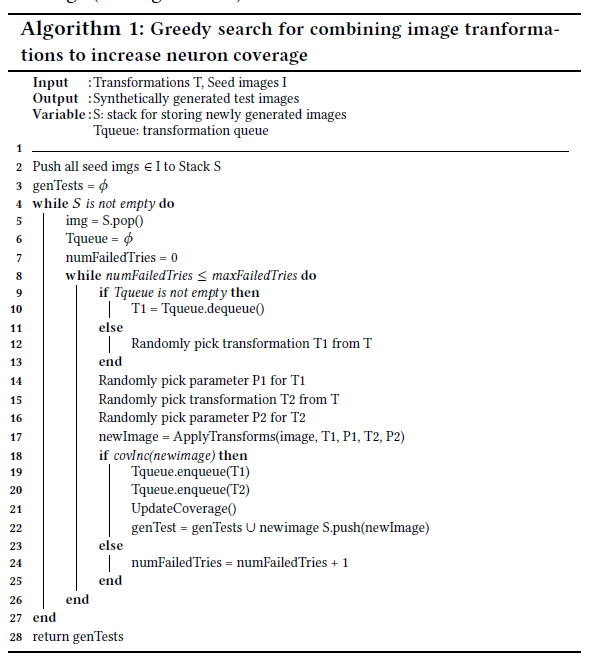 Algorithm 1: Greedy search for combining image tranforma-
tions to increase neuron coverage
Input :Transformations T, Seed images I
Output :Synthetically generated test images
Variable :S: stack for storing newly generated images
Tqueue: transformation queue
1
2 Push all seed imgs ∈ I to Stack S
3 genTests = ϕ
4 while S is not empty do
5 img = S.pop()
6 Tqueue = ϕ
7 numFailedTries = 0
8 while numFailedTries ≤ maxFailedTries do
9 if Tqueue is not empty then
10 T1 = Tqueue.dequeue()
11 else
12 Randomly pick transformation T1 from T
13 end
14 Randomly pick parameter P1 for T1
15 Randomly pick transformation T2 from T
16 Randomly pick parameter P2 for T2
17 newImage = ApplyTransforms(image, T1, P1, T2, P2)
18 if covInc(newimage) then
19 Tqueue.enqueue(T1)
20 Tqueue.enqueue(T2)
21 UpdateCoverage()
22 genTest = genTests ∪ newimage S.push(newImage)
23 else
24 numFailedTries = numFailedTries + 1
25 end
26 end
27 end
28 return genTests